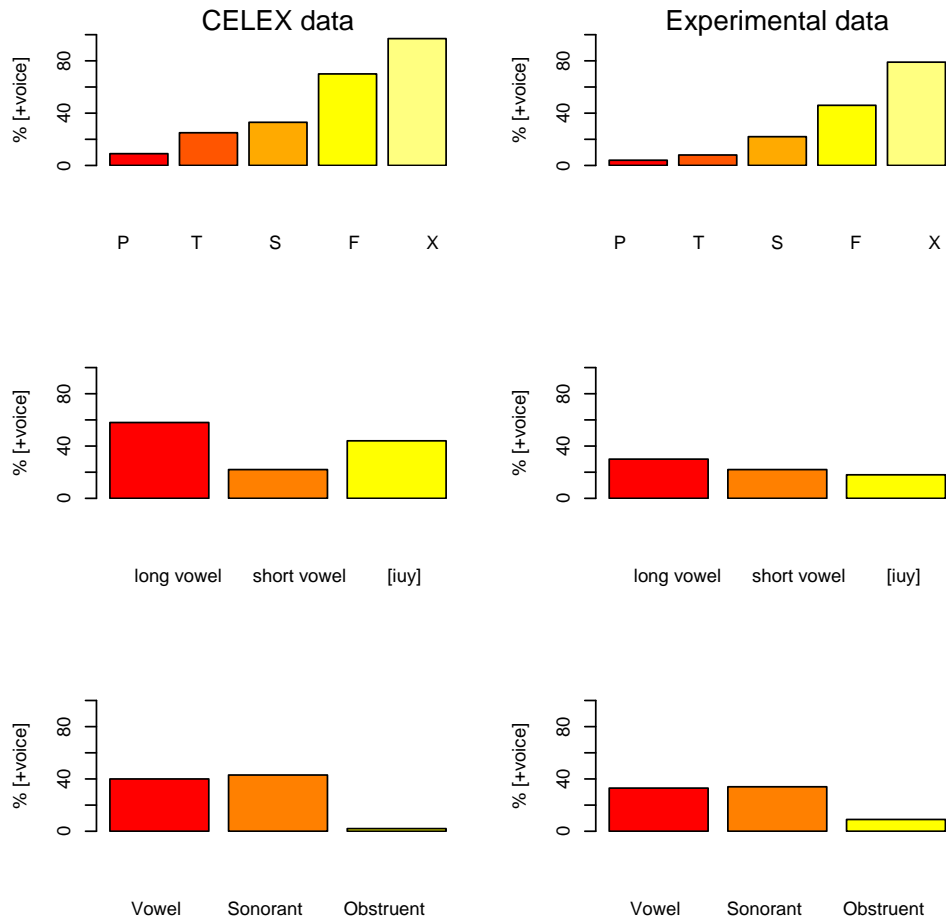 CELEX data
Experimental data
% [+voice]
0 40 80
P T S F X
% [+voice]
0 40 80
P T S F X
% [+voice]
0 40 80
long vowel short vowel [iuy]
% [+voice]
0 40 80
long vowel short vowel [iuy]
% [+voice]
0 40 80
Vowel Sonorant Obstruent
% [+voice]
0 40 80
Vowel Sonorant Obstruent